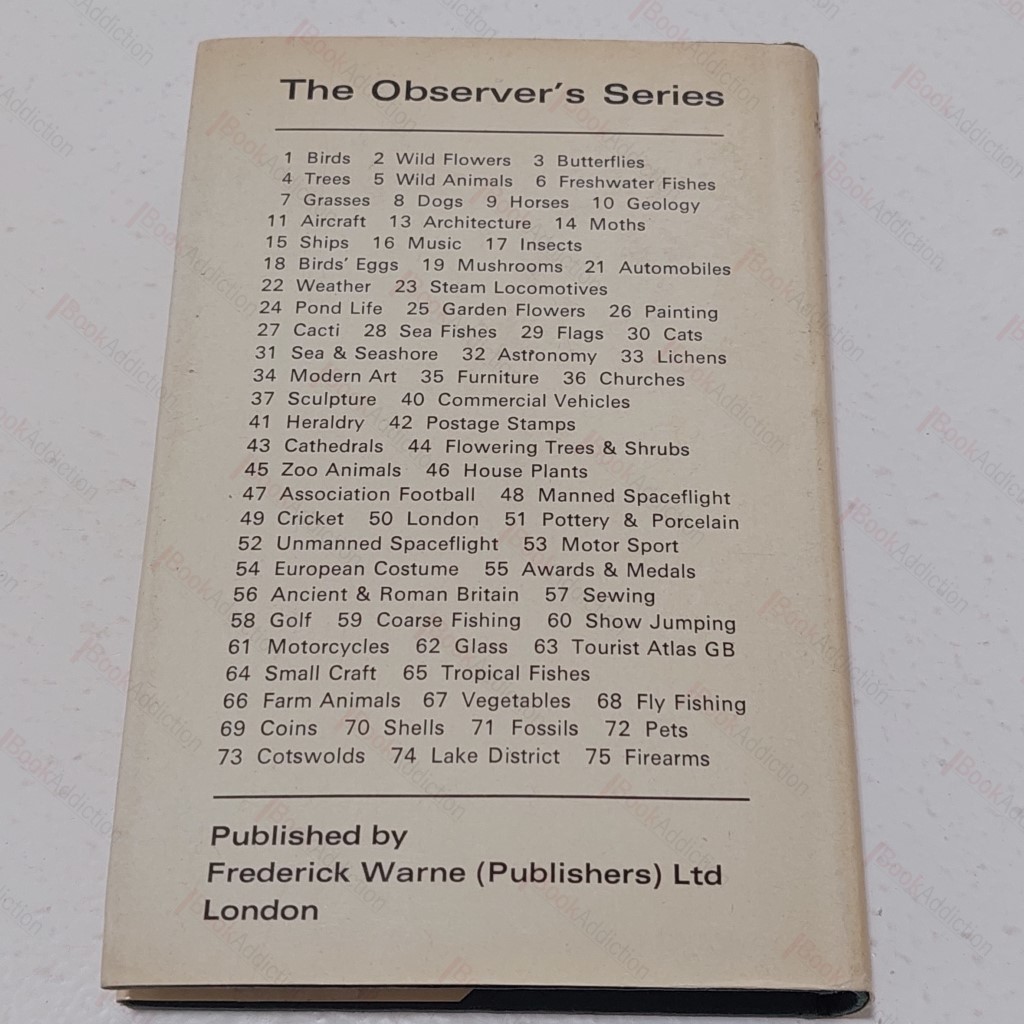 The Observer's Series
1 Birds 2 Wild Flowers 3 Butterflies
4 Trees 5 Wild Animals 6 Freshwater Fishes
7 Grasses 8 Dogs 9 Horses 10 Geology
11 Aircraft 13 Architecture 14 Moths
15 Ships 16 Music 17 Insects
18 Birds' Eggs 19 Mushrooms 21 Automobiles
22 Weather 23 Steam Locomotives
24 Pond Life 25 Garden Flowers 26 Painting
27 Cacti 28 Sea Fishes 29 Flags 30 Cats
31 Sea & Seashore 32 Astronomy 33 Lichens
34 Modern Art 35 Furniture 36 Churches
37 Sculpture 40 Commercial Vehicles
41 Heraldry 42 Postage Stamps
43 Cathedrals 44 Flowering Trees & Shrubs
45 Zoo Animals 46 House Plants
47 Association Football 48 Manned Spaceflight
49 Cricket 50 London 51 Pottery & Porcelain
52 Unmanned Spaceflight 53 Motor Sport
54 European Costume 55 Awards & Medals
56 Ancient & Roman Britain 57 Sewing
58 Golf 59 Coarse Fishing 60 Show Jumping
61 Motorcycles 62 Glass 63 Tourist Atlas GB
64 Small Craft 65 Tropical Fishes
66 Farm Animals 67 Vegetables 68 Fly Fishing
69 Coins 70 Shells 71 Fossils 72 Pets
73 Cotswolds 74 Lake District 75 Firearms
Published by
Frederick Warne (Publishers) Ltd
London
BookAddiction